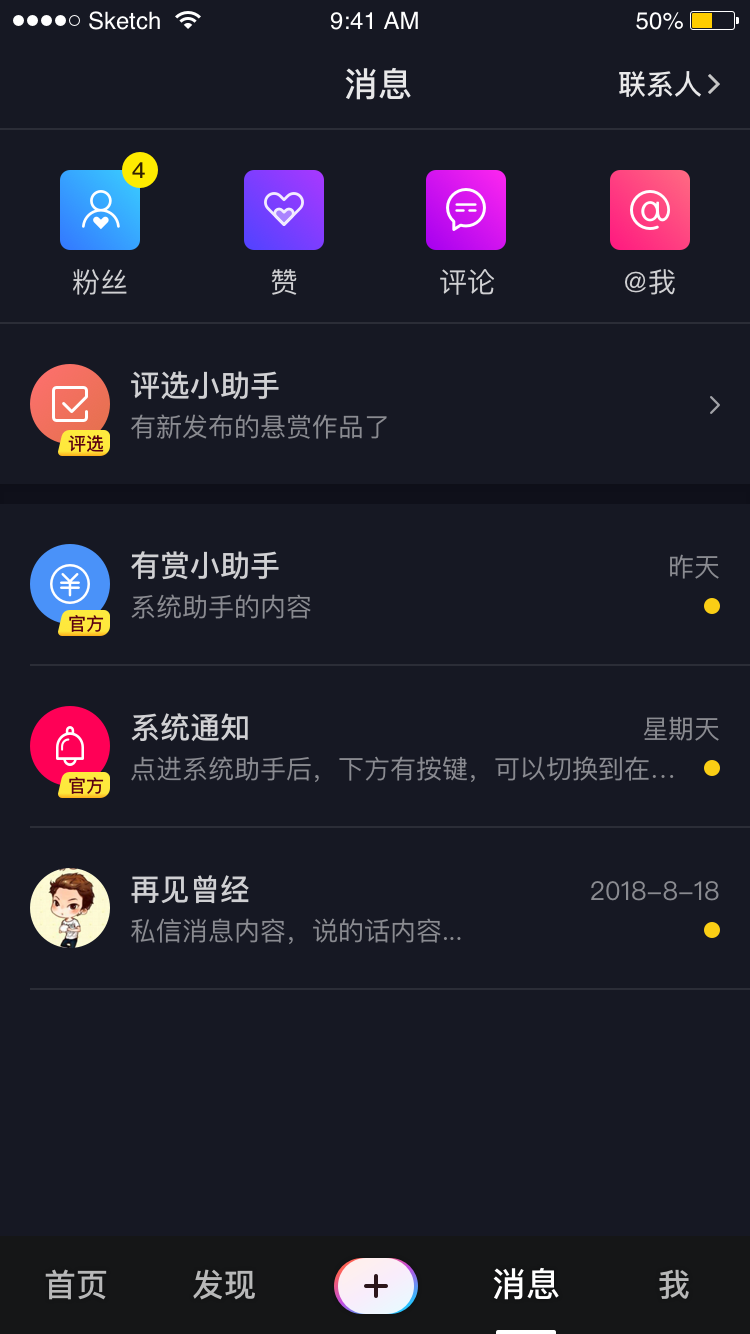 Sketch 9:41 AM 50%
消息 联系人
4
粉丝 赞 评论 @我
评选小助手
有新发布的悬赏作品了
评选
有赏小助手 昨天
系统助手的内容
官方
系统通知 星期天
点进系统助手后，下方有按键，可以切换到在...
官方
再见曾经 2018-8-18
私信消息内容，说的话内容...
首页 发现 + 消息 我